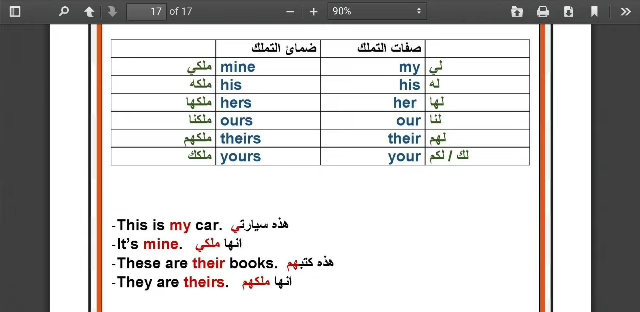 17 of 17
90%
صفات التملك ضمائ التملك
لي my mine ملكي
له his his ملكه
لها her hers ملكها
لنا our ours ملكنا
لهم their theirs ملكهم
لك / لكم your yours ملكك
-This is my car. هذه سيارتي
-It’s mine. انها ملكي
-These are their books. هذه كتبهم
-They are theirs. انها ملكهم